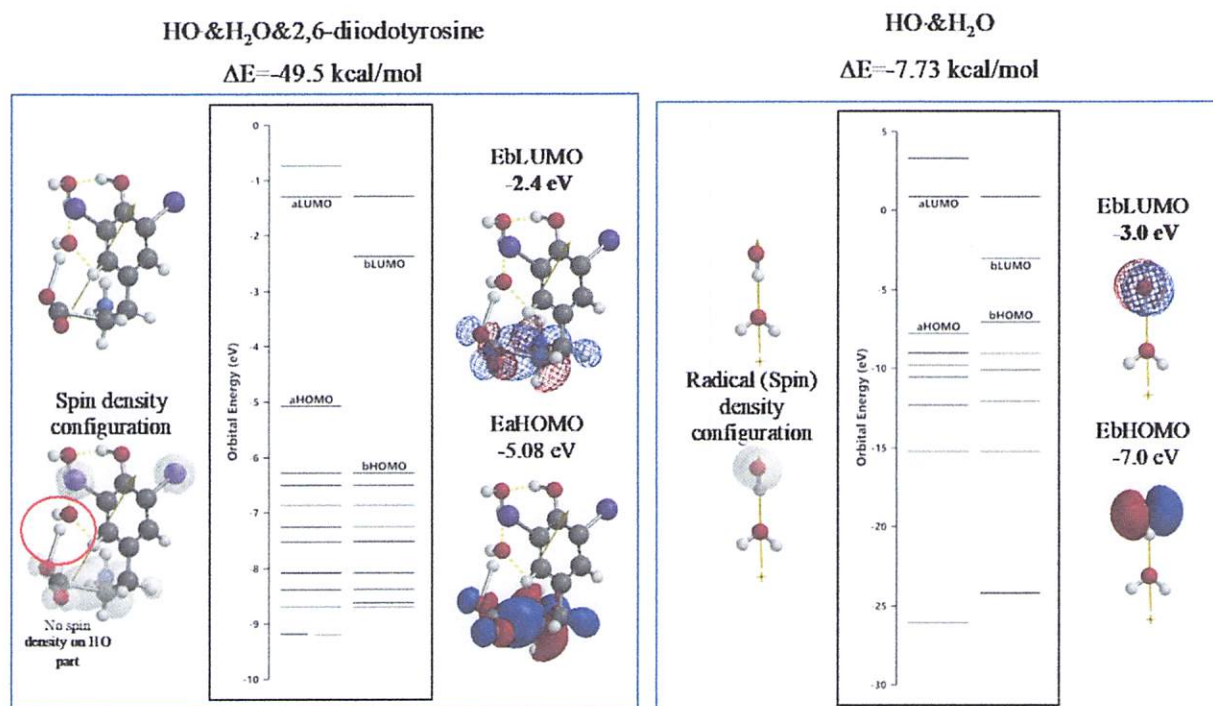 HO·&H₂O&2,6-diiodotyrosine
ΔE=-49.5 kcal/mol
0
-1
-2
-3
-4
-5
-6
-7
-8
-9
-10
Orbital Energy (eV)
aLUMO
bLUMO
aHOMO
bHOMO
EbLUMO
-2.4 eV
EaHOMO
-5.08 eV
Spin density
configuration
No spin
density on HO
part
HO·&H₂O
ΔE=-7.73 kcal/mol
Radical (Spin)
density
configuration
5
0
-5
-10
-15
-20
-25
-30
Orbital Energy (eV)
aLUMO
bLUMO
aHOMO
bHOMO
EbLUMO
-3.0 eV
EbHOMO
-7.0 eV